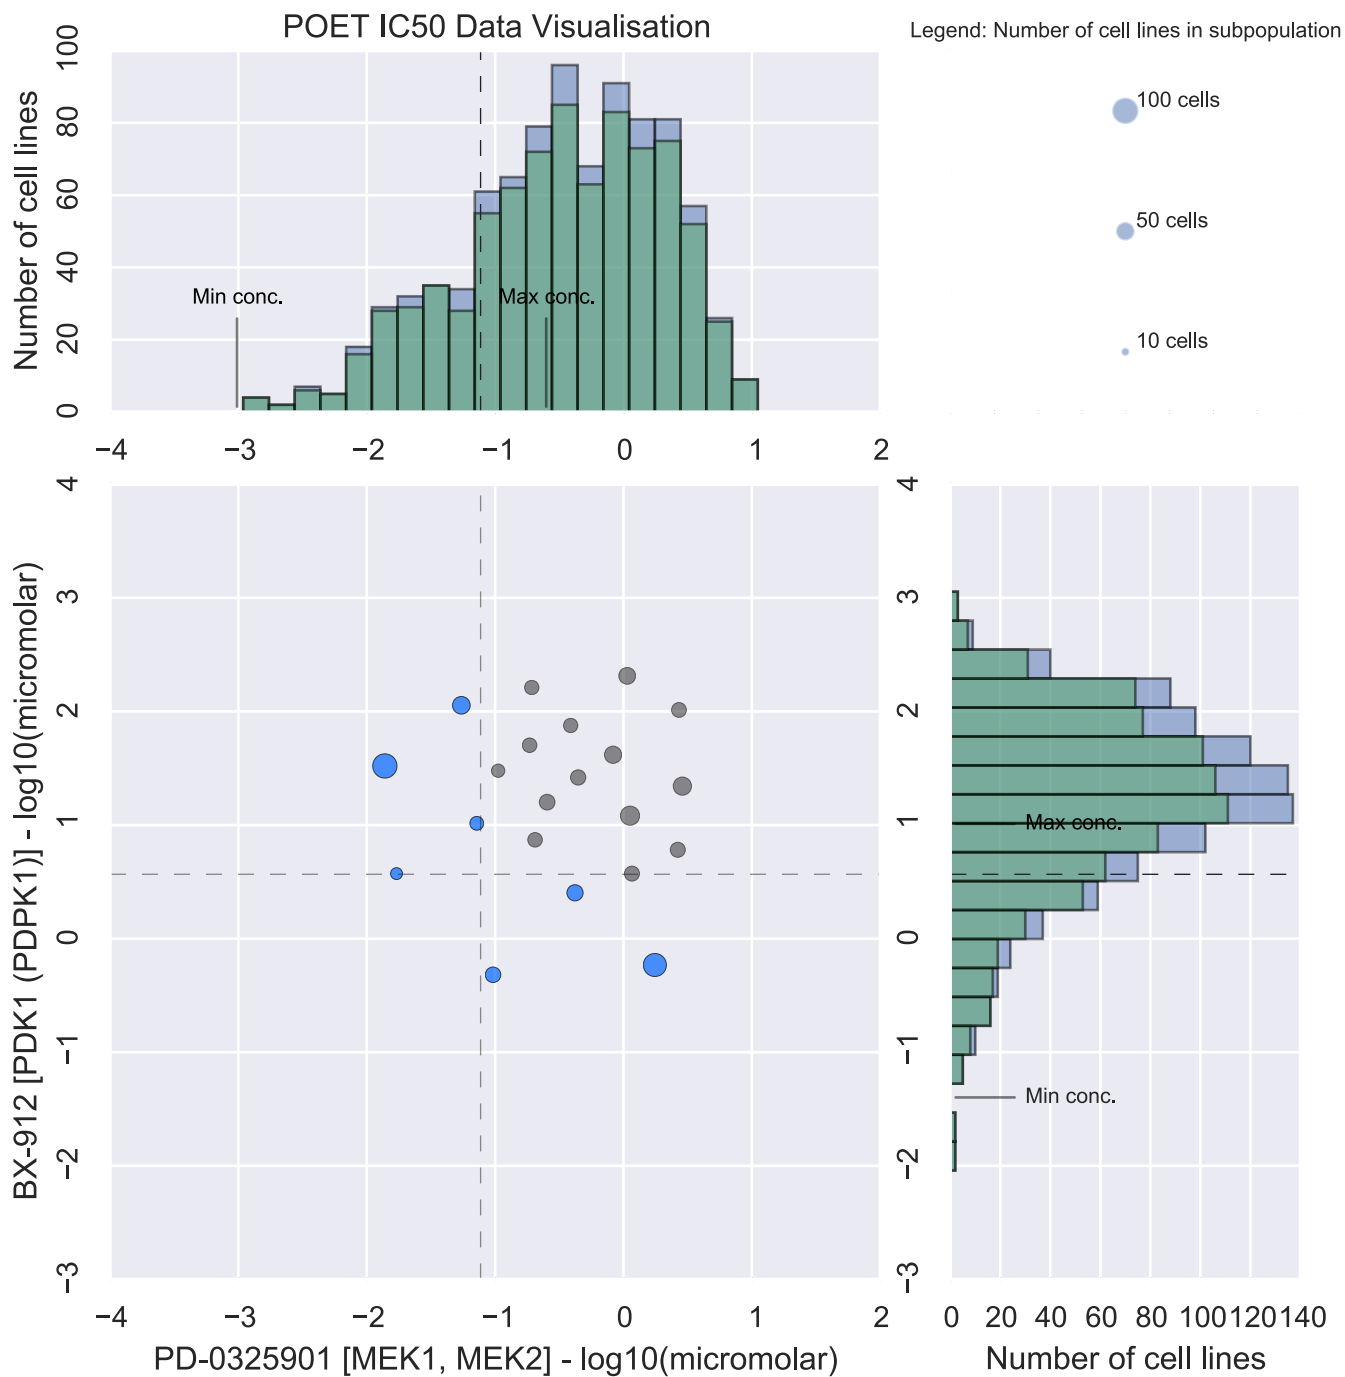 POET IC50 Data Visualisation
Legend: Number of cell lines in subpopulation
100 cells
50 cells
10 cells
Number of cell lines
100
80
60
40
20
0
Min conc.
Max conc.
−4 −3 −2 −1 0 1 2
BX-912 [PDK1 (PDPK1)] - log10(micromolar)
4
3
2
1
0
−1
−2
−3
−4 −3 −2 −1 0 1 2
PD-0325901 [MEK1, MEK2] - log10(micromolar)
4
3
2
1
0
−1
−2
−3
Max conc.
Min conc.
0 20 40 60 80 100 120 140
Number of cell lines